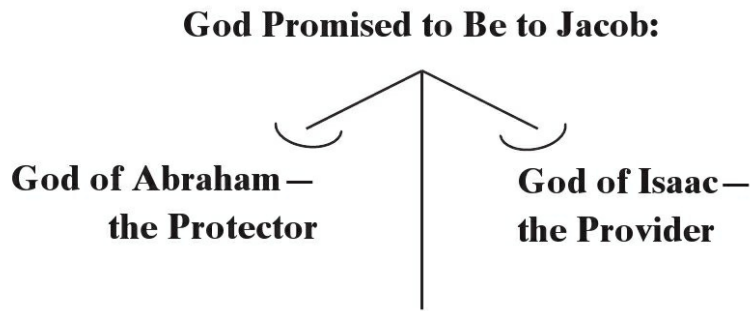 God Promised to Be to Jacob:
God of Abraham—
the Protector
God of Isaac—
the Provider